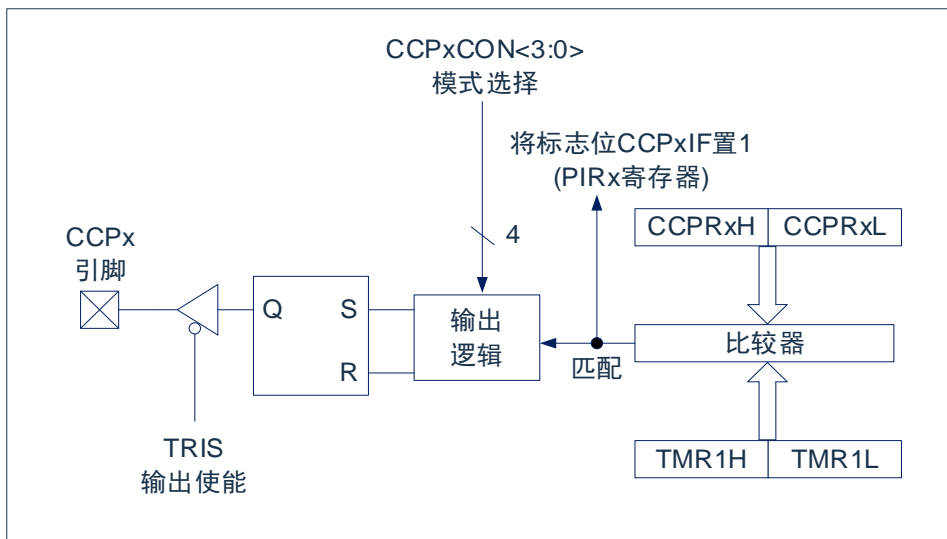 CCPxCON<3:0>
模式选择
将标志位CCPxIF置1
(PIRx寄存器)
4
CCPRxH CCPRxL
CCPx
引脚
Q S
R
输出
逻辑
匹配
比较器
TRIS
输出使能
TMR1H TMR1L